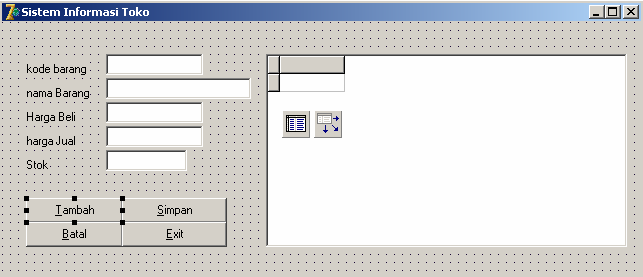 Sistem Informasi Toko
kode barang
nama Barang
Harga Beli
harga Jual
Stok
Tambah Simpan
Batal Exit